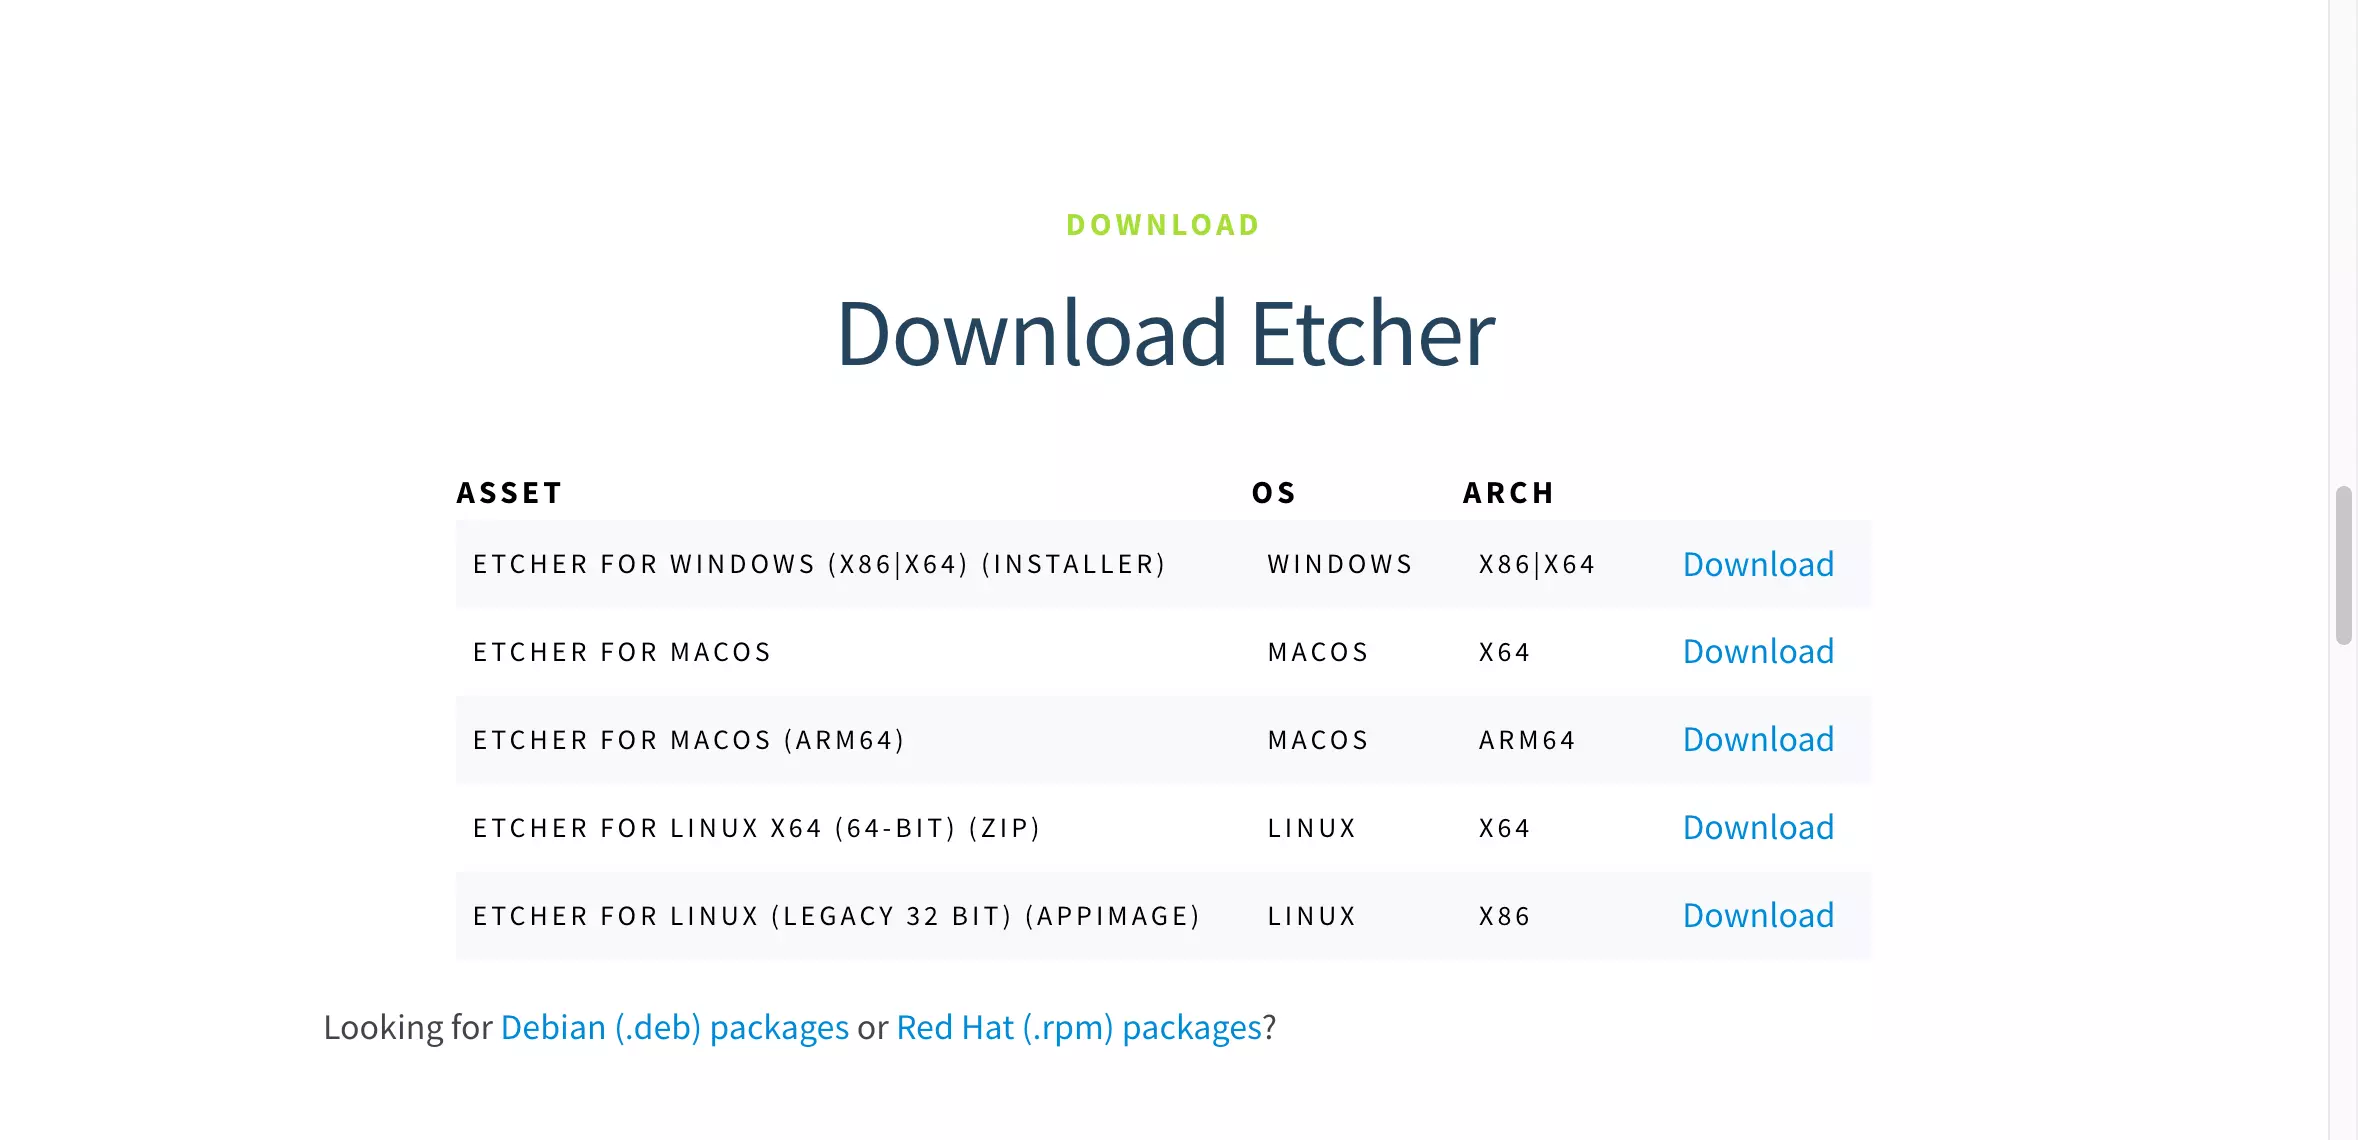 DOWNLOAD
Download Etcher
ASSET OS ARCH
ETCHER FOR WINDOWS (X86|X64) (INSTALLER) WINDOWS X86|X64 Download
ETCHER FOR MACOS MACOS X64 Download
ETCHER FOR MACOS (ARM64) MACOS ARM64 Download
ETCHER FOR LINUX X64 (64-BIT) (ZIP) LINUX X64 Download
ETCHER FOR LINUX (LEGACY 32 BIT) (APPIMAGE) LINUX X86 Download
Looking for Debian (.deb) packages or Red Hat (.rpm) packages?